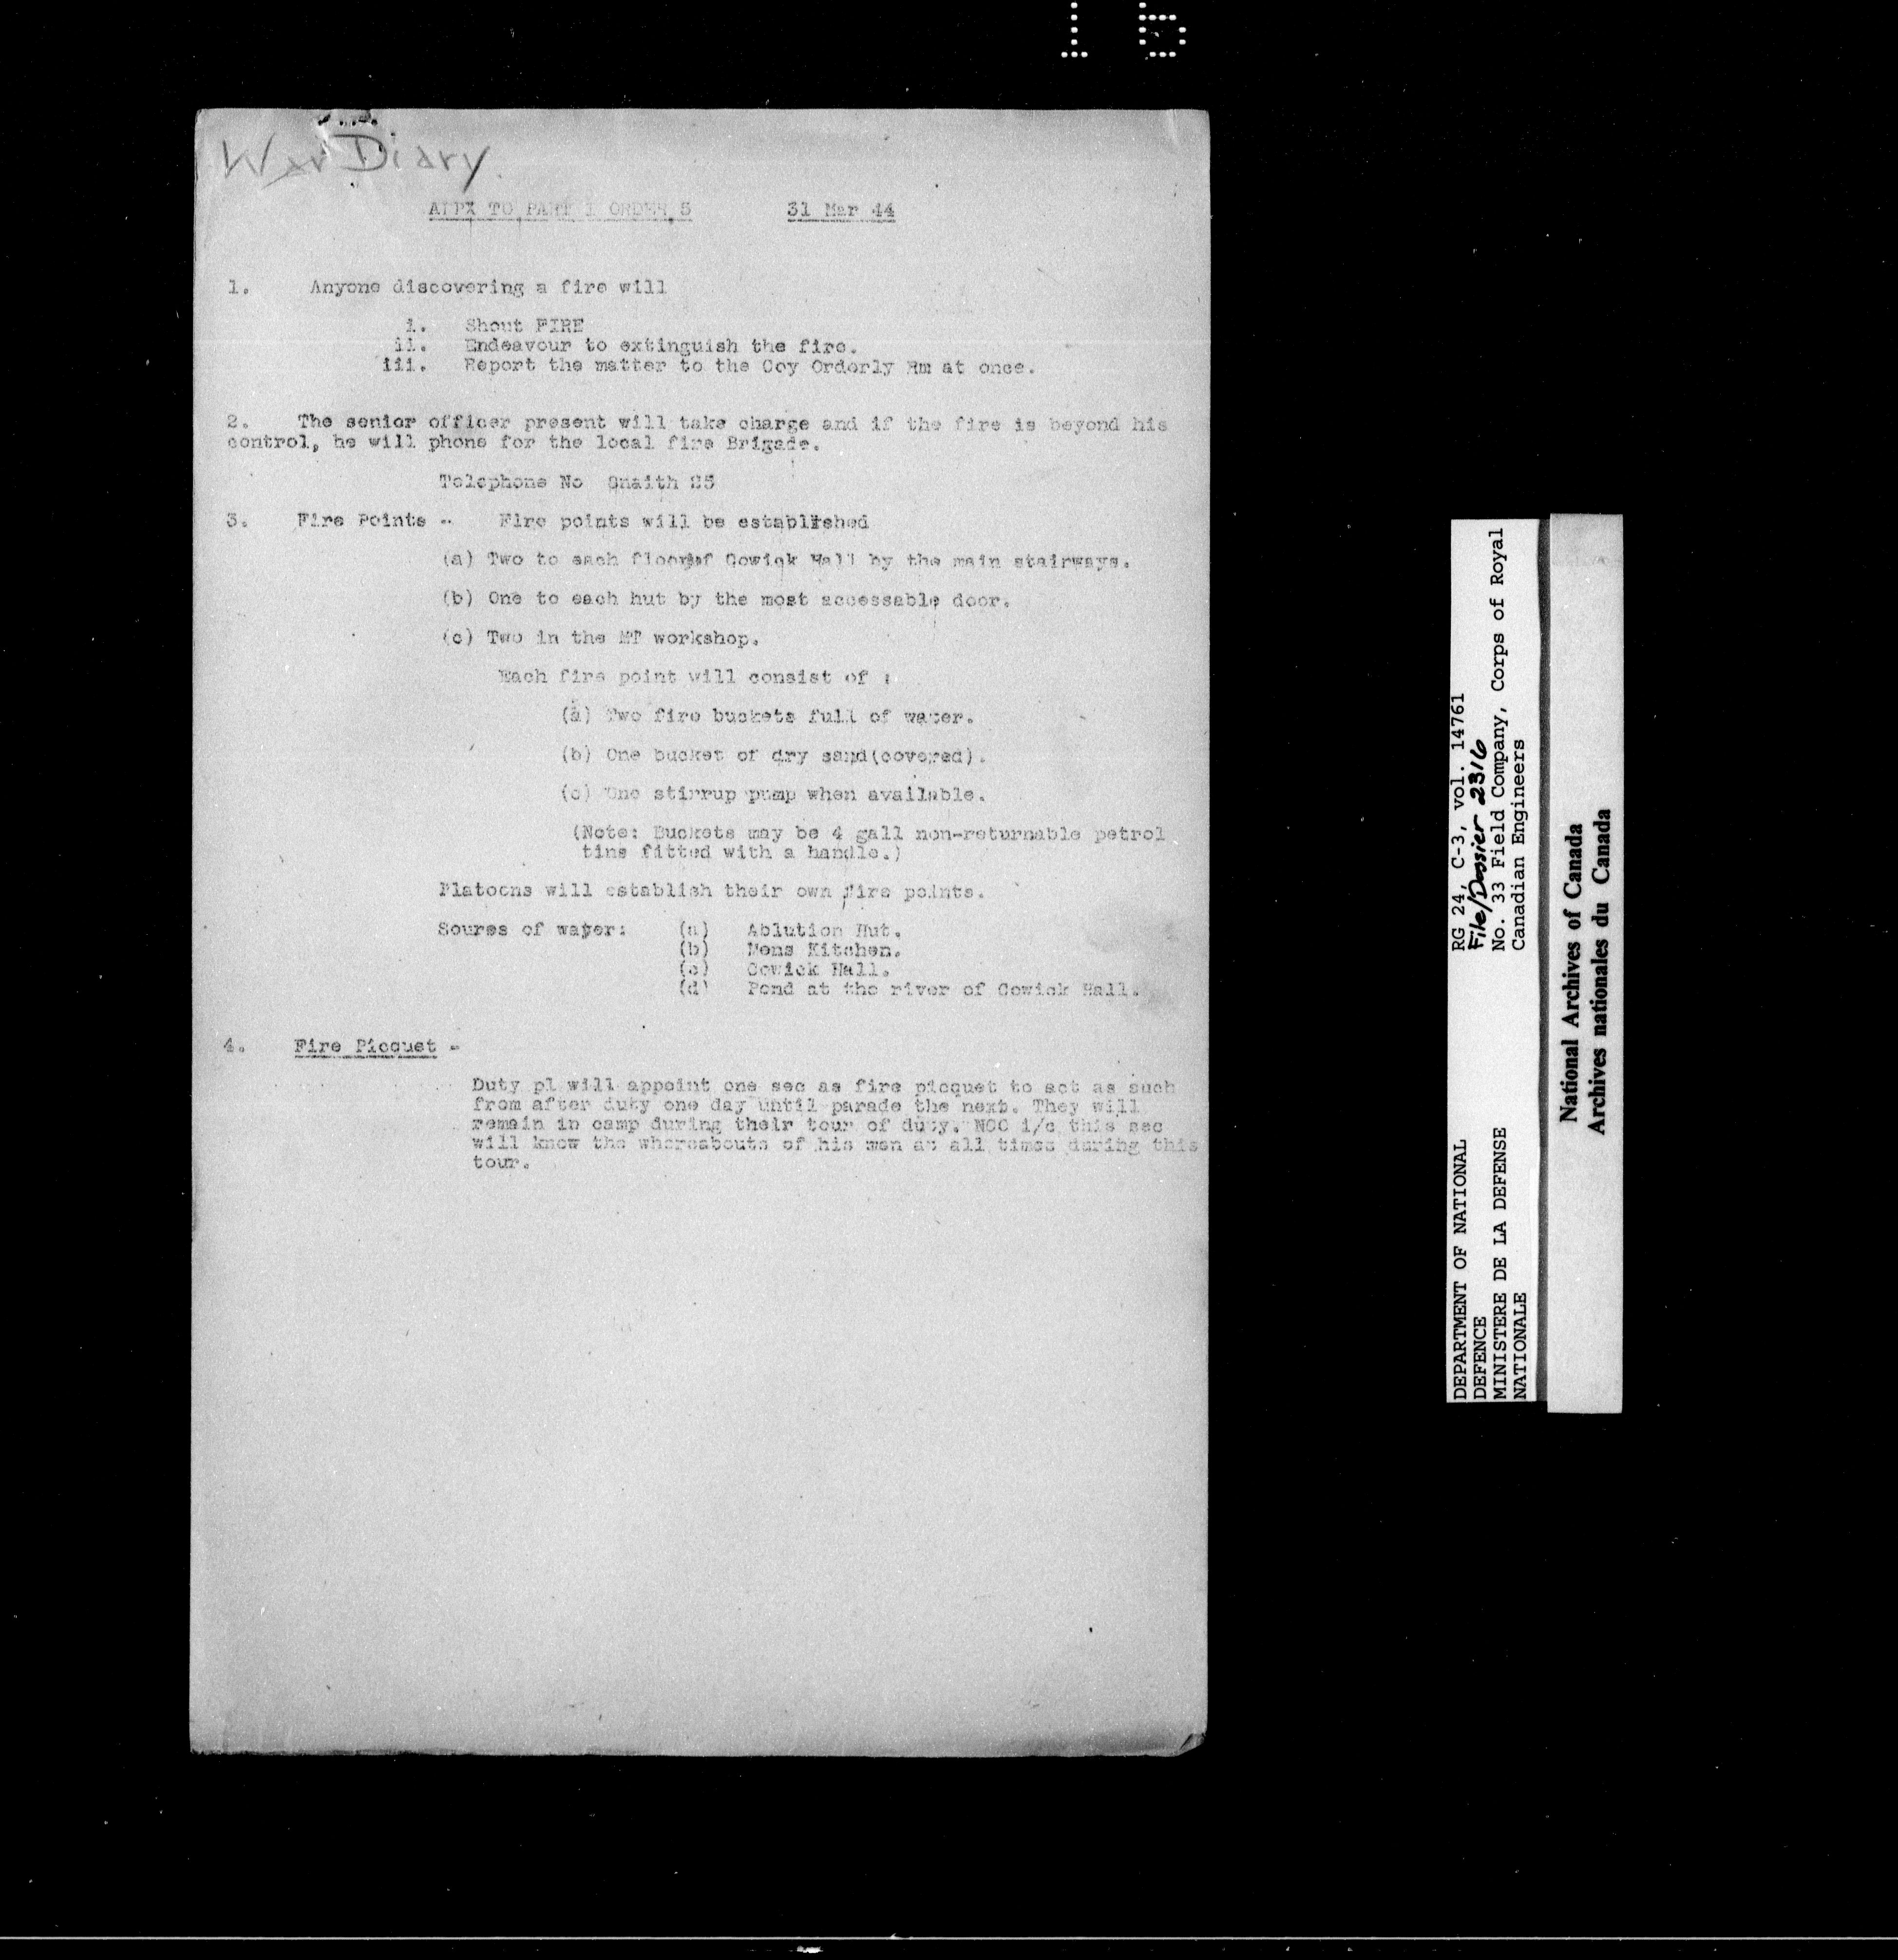 16
War Diary.
APPX TO PART I ORDER 5 31 Mar 44
1. Anyone discovering a fire will
i. Shout FIRE
ii. Endeavour to extinguish the fire.
iii. Report the matter to the Coy Orderly Rm at once.
2. The senior officer present will take charge and if the fire is beyond his
control, he will phone for the local fire Brigade.
Telephone No Snaith 25
3. Fire Points - Fire points will be established
(a) Two to each floor of Cowick Hall by the main stairways.
(b) One to each hut by the most accessable door.
(c) Two in the MT workshop.
Each fire point will consist of :
(a) Two fire buckets full of water.
(b) One bucket of dry sand(covered).
(c) One stirrup pump when available.
(Note: Buckets may be 4 gall non-returnable petrol
tins fitted with a handle.)
Platoons will establish their own fire points.
Sourse of water: (a) Ablution Hut.
(b) Mens Kitchen.
(c) Cowick Hall.
(d) Pond at the river of Cowick Hall.
4. Fire Picquet -
Duty pl will appoint one sec as fire picquet to act as such
from after duty one day until parade the next. They will
remain in camp during their tour of duty. NCO i/c this sec
will know the whereabouts of his men at all times during this
tour.
DEPARTMENT OF NATIONAL
DEFENCE
MINISTERE DE LA DEFENSE
NATIONALE
RG 24, C-3, vol. 14761
File/Dossier 2316
No. 33 Field Company, Corps of Royal
Canadian Engineers
National Archives of Canada
Archives nationales du Canada